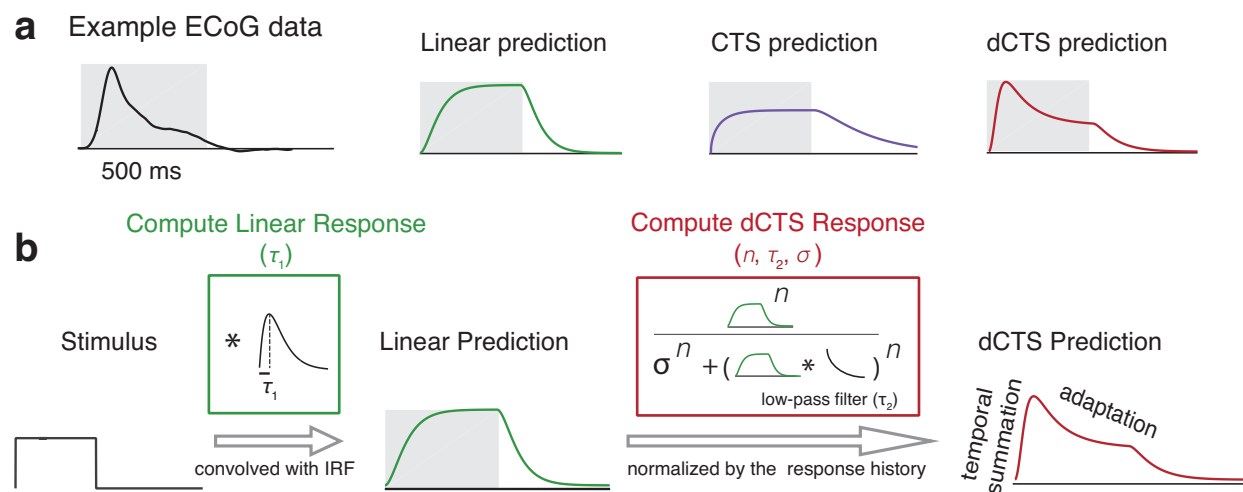 a
Example ECoG data
Linear prediction
CTS prediction
dCTS prediction
500 ms
b
Compute Linear Response
(τ₁)
Compute dCTS Response
(n, τ₂, σ)
Stimulus
*
τ₁
Linear Prediction
n
σ n + ( * ) n
low-pass filter (τ₂)
dCTS Prediction
temporal
summation
adaptation
convolved with IRF
normalized by the response history